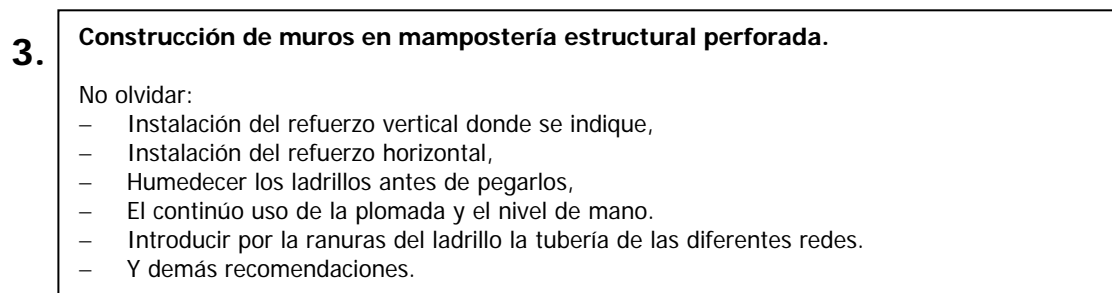 3.
Construcción de muros en mampostería estructural perforada.
No olvidar:
– Instalación del refuerzo vertical donde se indique,
– Instalación del refuerzo horizontal,
– Humedecer los ladrillos antes de pegarlos,
– El continúo uso de la plomada y el nivel de mano.
– Introducir por la ranuras del ladrillo la tubería de las diferentes redes.
– Y demás recomendaciones.